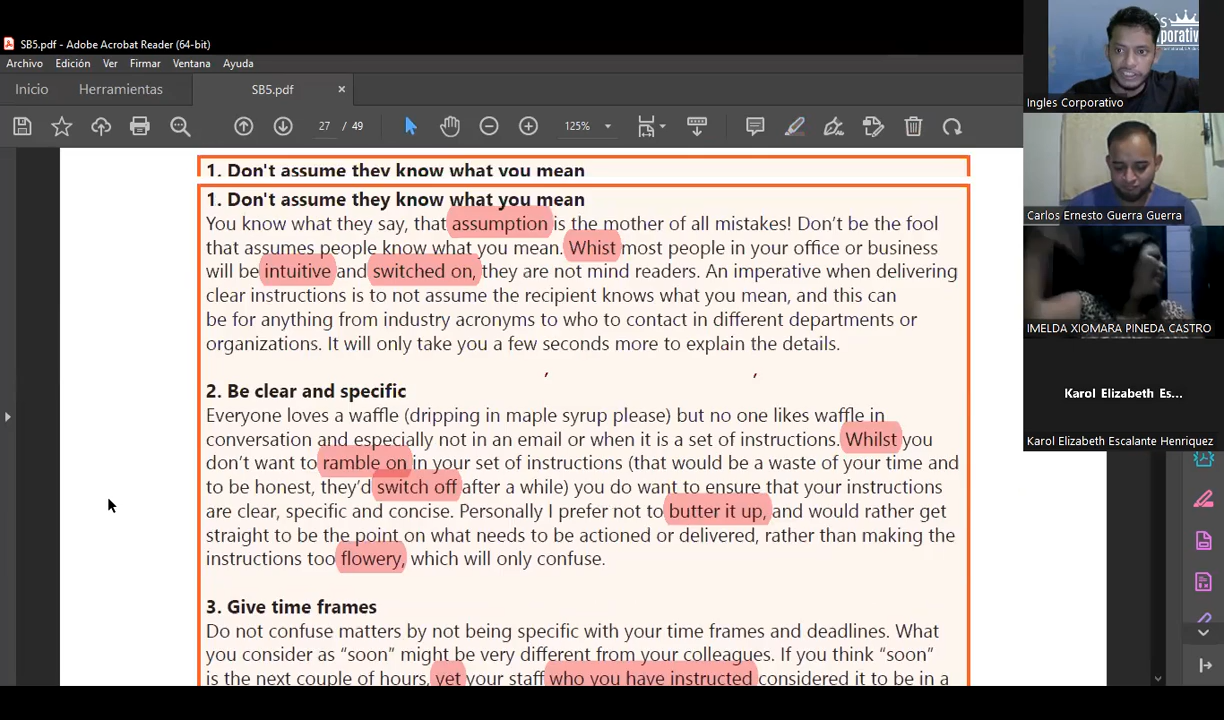 SB5.pdf - Adobe Acrobat Reader (64-bit)
Archivo Edición Ver Firmar Ventana Ayuda
Inicio Herramientas SB5.pdf ×
27 / 49 125%
1. Don't assume they know what you mean
1. Don't assume they know what you mean
You know what they say, that assumption is the mother of all mistakes! Don't be the fool
that assumes people know what you mean. Whist most people in your office or business
will be intuitive and switched on, they are not mind readers. An imperative when delivering
clear instructions is to not assume the recipient knows what you mean, and this can
be for anything from industry acronyms to who to contact in different departments or
organizations. It will only take you a few seconds more to explain the details.
2. Be clear and specific
Everyone loves a waffle (dripping in maple syrup please) but no one likes waffle in
conversation and especially not in an email or when it is a set of instructions. Whilst you
don't want to ramble on in your set of instructions (that would be a waste of your time and
to be honest, they'd switch off after a while) you do want to ensure that your instructions
are clear, specific and concise. Personally I prefer not to butter it up, and would rather get
straight to be the point on what needs to be actioned or delivered, rather than making the
instructions too flowery, which will only confuse.
3. Give time frames
Do not confuse matters by not being specific with your time frames and deadlines. What
you consider as “soon” might be very different from your colleagues. If you think “soon”
is the next couple of hours, yet your staff who you have instructed considered it to be in a
Ingles Corporativo
Carlos Ernesto Guerra Guerra
IMELDA XIOMARA PINEDA CASTRO
Karol Elizabeth Es...
Karol Elizabeth Escalante Henriquez